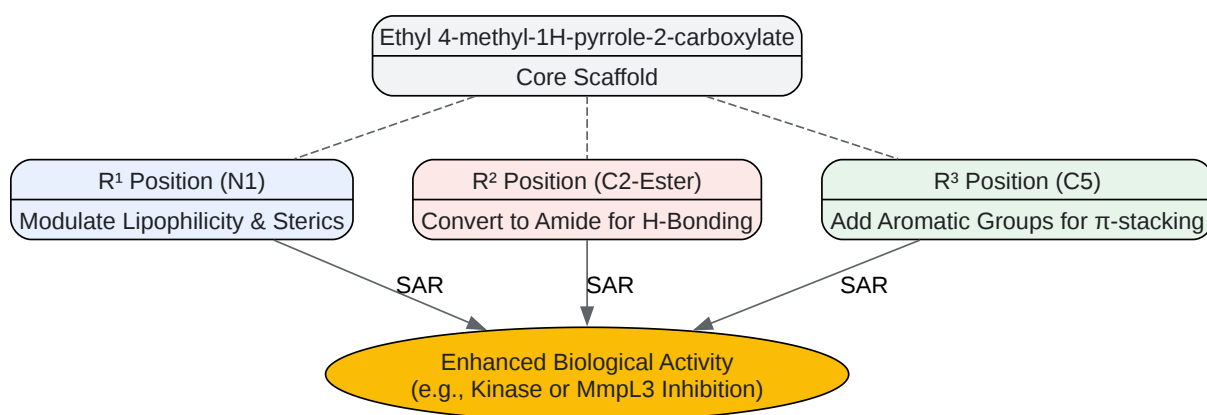 Ethyl 4-methyl-1H-pyrrole-2-carboxylate
Core Scaffold
R¹ Position (N1)
Modulate Lipophilicity & Sterics
R² Position (C2-Ester)
Convert to Amide for H-Bonding
R³ Position (C5)
Add Aromatic Groups for π-stacking
SAR
SAR
SAR
Enhanced Biological Activity
(e.g., Kinase or MmpL3 Inhibition)